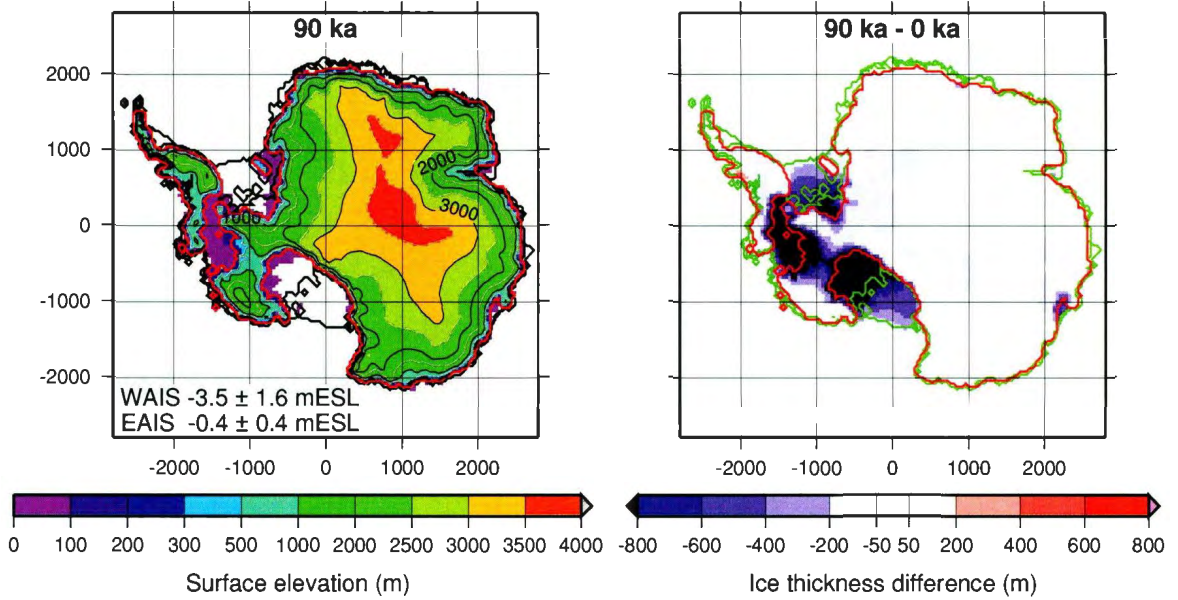 90 ka
90 ka - 0 ka
2000
1000
0
-1000
-2000
2000
3000
1000
WAIS -3.5 ± 1.6 mESL
EAIS -0.4 ± 0.4 mESL
-2000 -1000 0 1000 2000
-2000 -1000 0 1000 2000
0 100 200 300 500 1000 2000 2500 3000 3500 4000
-800 -600 -400 -200 -50 50 200 400 600 800
Surface elevation (m)
Ice thickness difference (m)